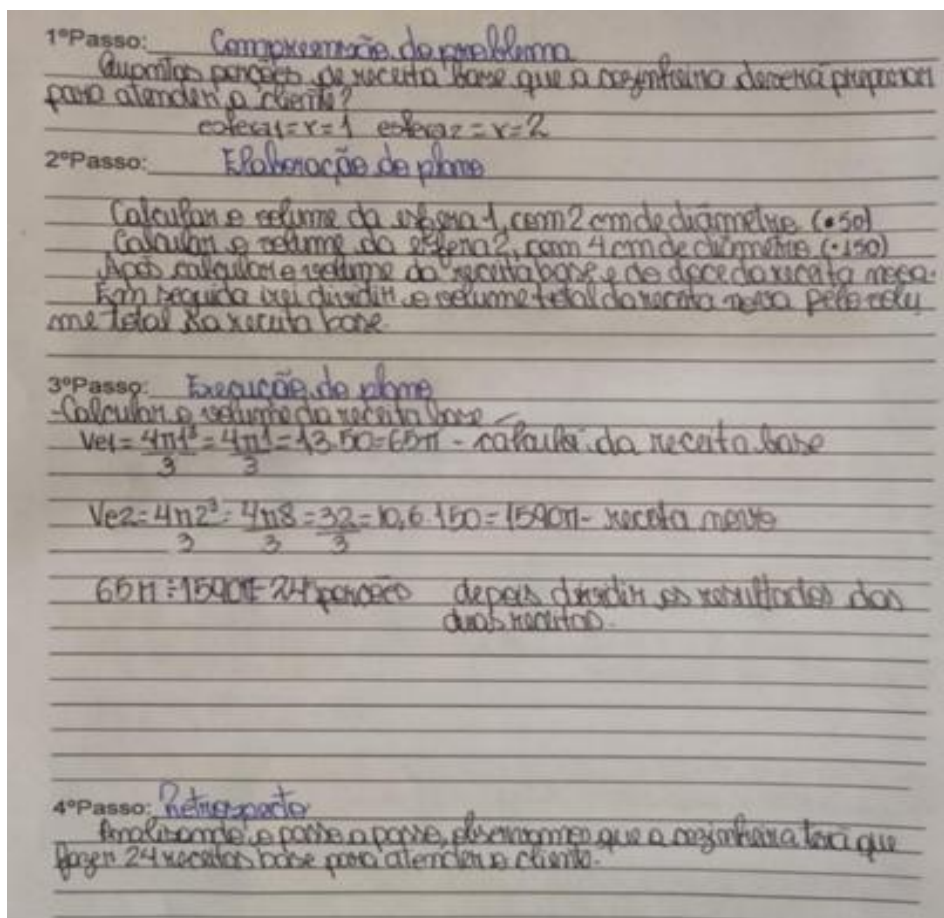 1ºPasso: Compreensão do problema
Quantas porções de receita base que a cozinheira deverá preparar
para atender o cliente?
esfera1=r=1 esfera2=r=2
2ºPasso: Elaboração do plano
Calcular o volume da esfera 1, com 2 cm de diâmetro (•50)
Calcular o volume da esfera 2, com 4 cm de diâmetro (•150)
Após calcular o volume da receita base e do doce da receita nova.
Em seguida irei dividir o volume total da receita nova pelo volu
me total da receita base.
3ºPasso: Execução do plano
-Calcular o volume da receita base
Ve1=4π1³/3=4π1/3=1,3.50=65π - calculei da receita base
Ve2=4π2³/3=4π8/3=32/3=10,6.150=1590π- receita nova
65π÷1590π= 24 porções depois dividir os resultados das
duas receitas.
4ºPasso: Retrospecto
Analisando o passo a passo, observamos que a cozinheira terá que
fazer 24 receitas base para atender o cliente.